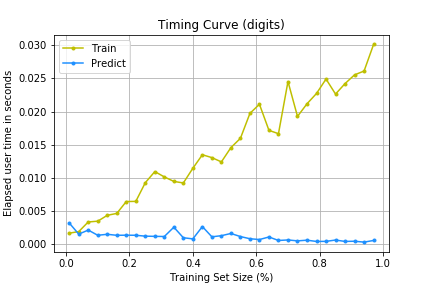 Timing Curve (digits)
Train
Predict
Elapsed user time in seconds
0.030
0.025
0.020
0.015
0.010
0.005
0.000
0.0 0.2 0.4 0.6 0.8 1.0
Training Set Size (%)